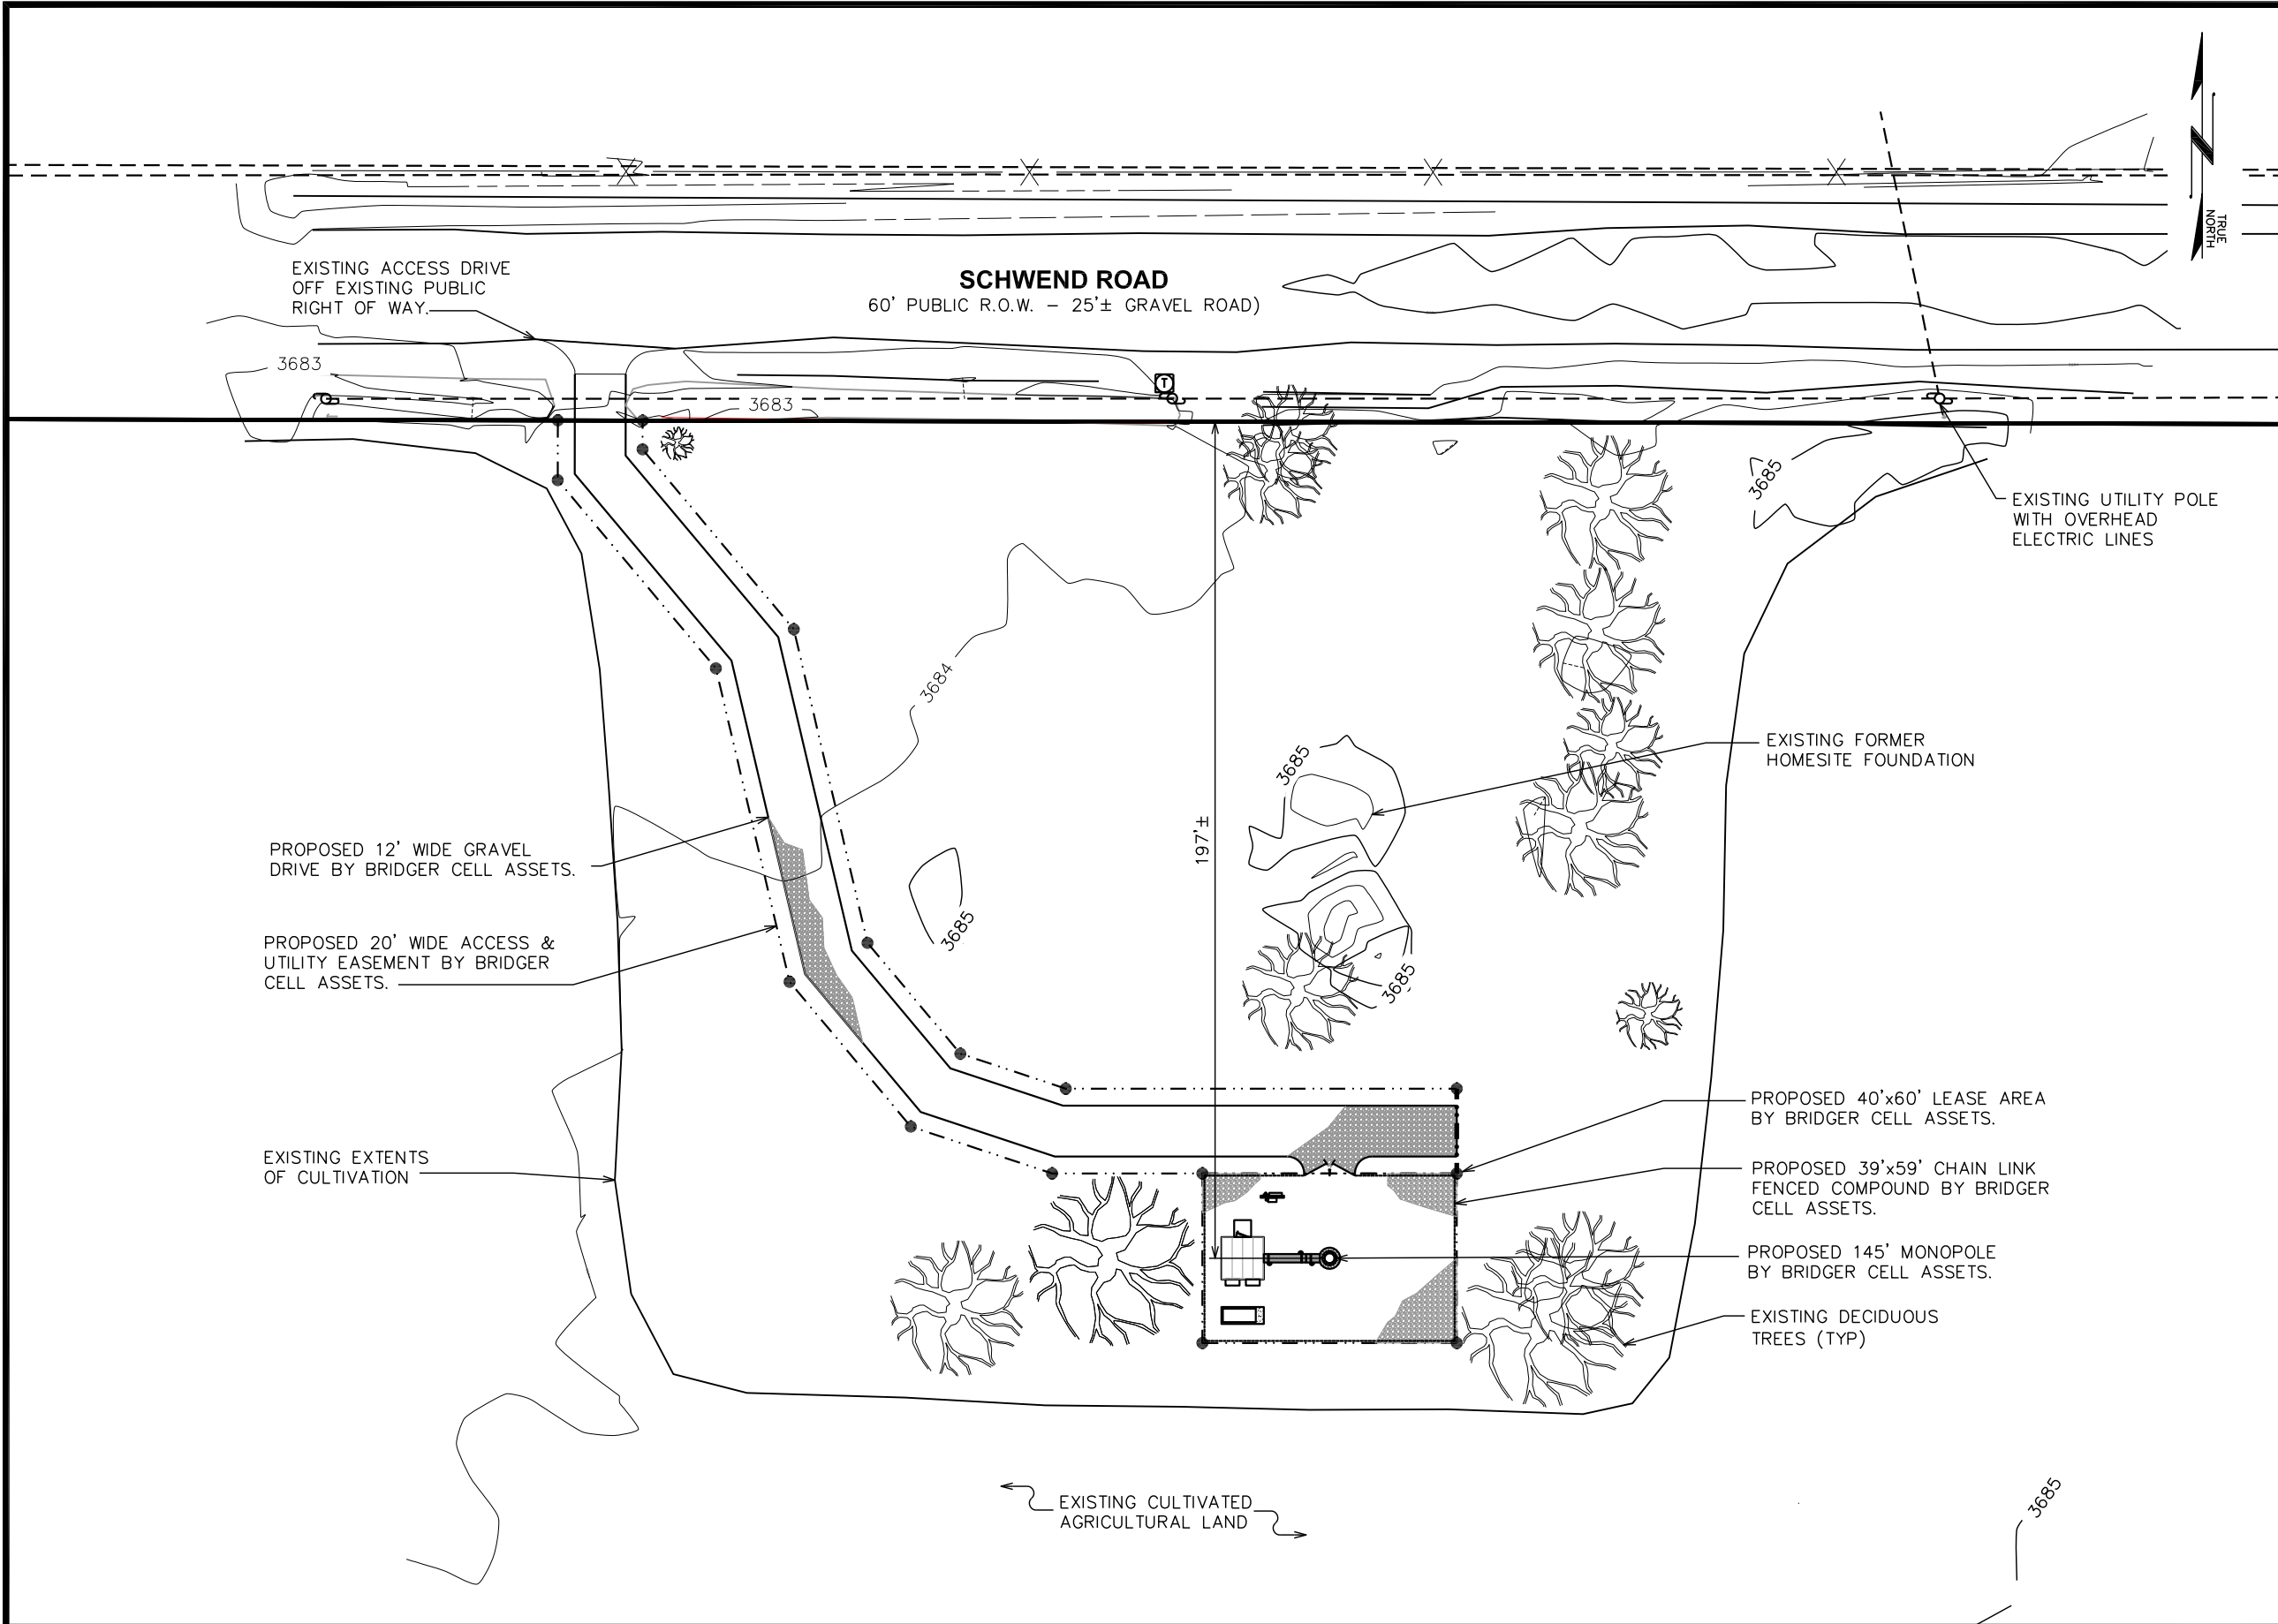 TRUE
NORTH
EXISTING ACCESS DRIVE
OFF EXISTING PUBLIC
RIGHT OF WAY.
SCHWEND ROAD
60' PUBLIC R.O.W. - 25'± GRAVEL ROAD)
3683
3683
T
3685
EXISTING UTILITY POLE
WITH OVERHEAD
ELECTRIC LINES
3684
3685
EXISTING FORMER
HOMESITE FOUNDATION
197'±
PROPOSED 12' WIDE GRAVEL
DRIVE BY BRIDGER CELL ASSETS.
3685
PROPOSED 20' WIDE ACCESS &
UTILITY EASEMENT BY BRIDGER
CELL ASSETS.
3685
PROPOSED 40'x60' LEASE AREA
BY BRIDGER CELL ASSETS.
EXISTING EXTENTS
OF CULTIVATION
PROPOSED 39'x59' CHAIN LINK
FENCED COMPOUND BY BRIDGER
CELL ASSETS.
PROPOSED 145' MONOPOLE
BY BRIDGER CELL ASSETS.
EXISTING DECIDUOUS
TREES (TYP)
EXISTING CULTIVATED
AGRICULTURAL LAND
3685